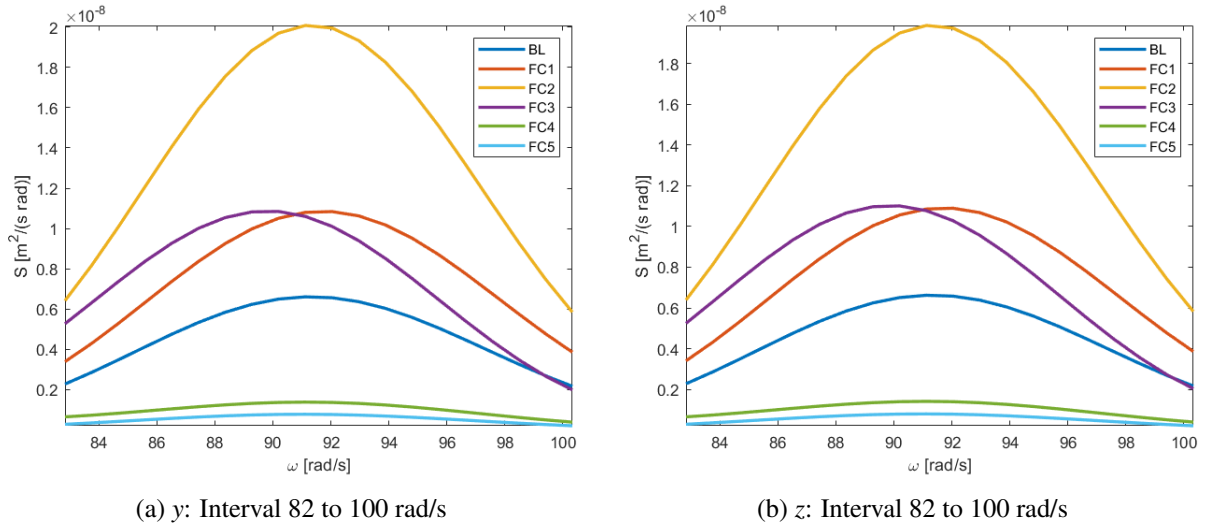 ×10⁻⁸
2
1.8
1.6
1.4
1.2
1
0.8
0.6
0.4
0.2
S [m²/(s rad)]
BL
FC1
FC2
FC3
FC4
FC5
84 86 88 90 92 94 96 98 100
ω [rad/s]
(a) y: Interval 82 to 100 rad/s
×10⁻⁸
1.8
1.6
1.4
1.2
1
0.8
0.6
0.4
0.2
S [m²/(s rad)]
BL
FC1
FC2
FC3
FC4
FC5
84 86 88 90 92 94 96 98 100
ω [rad/s]
(b) z: Interval 82 to 100 rad/s